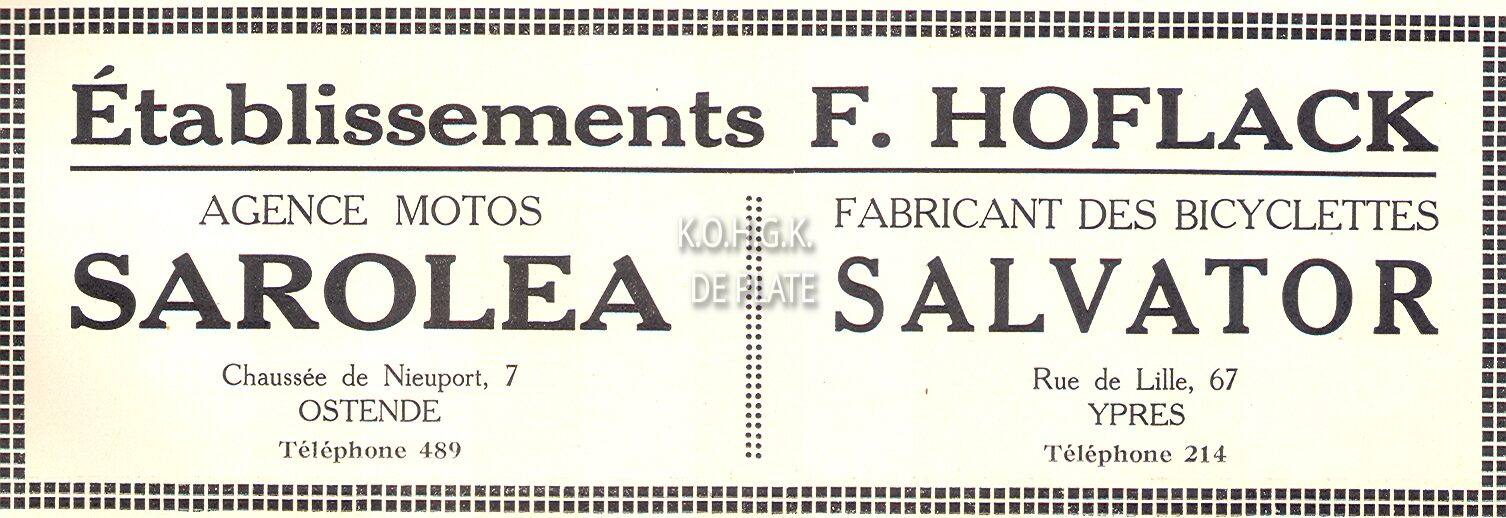 Établissements F. HOFLACK
AGENCE MOTOS
SAROLEA
Chaussée de Nieuport, 7
OSTENDE
Téléphone 489
K.O.H.G.K.
DE PLATE
FABRICANT DES BICYCLETTES
SALVATOR
Rue de Lille, 67
YPRES
Téléphone 214